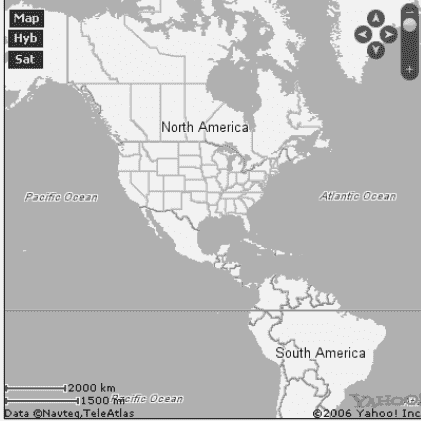 Map
Hyb
Sat
North America
Pacific Ocean
Atlantic Ocean
South America
2000 km
1500 mi
Pacific Ocean
YAHOO!
Data ©Navteq,TeleAtlas
©2006 Yahoo! Inc